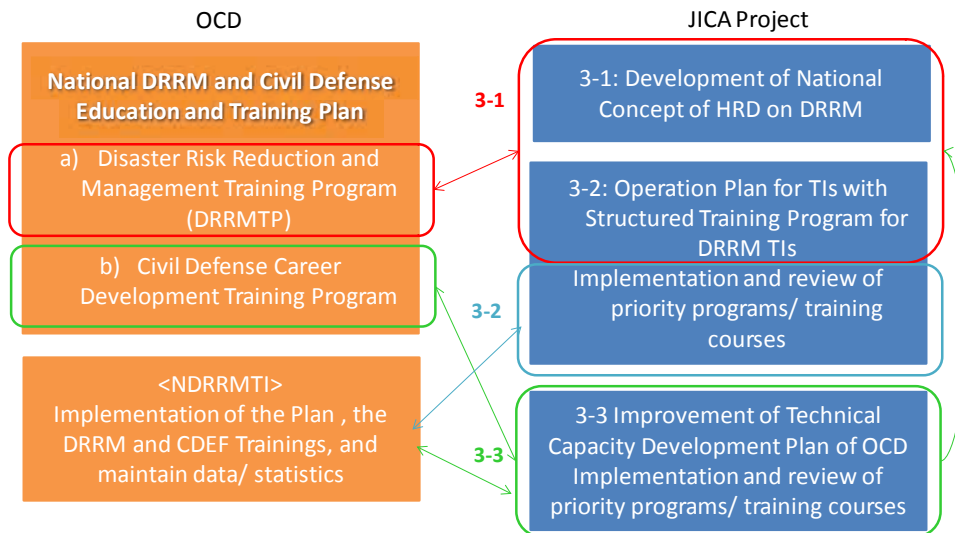 OCD
National DRRM and Civil Defense
Education and Training Plan
a) Disaster Risk Reduction and
Management Training Program
(DRRMTP)
b) Civil Defense Career
Development Training Program
<NDRRMTI>
Implementation of the Plan , the
DRRM and CDEF Trainings, and
maintain data/ statistics
3-1
3-2
3-3
JICA Project
3-1: Development of National
Concept of HRD on DRRM
3-2: Operation Plan for TIs with
Structured Training Program for
DRRM TIs
Implementation and review of
priority programs/ training
courses
3-3 Improvement of Technical
Capacity Development Plan of OCD
Implementation and review of
priority programs/ training courses